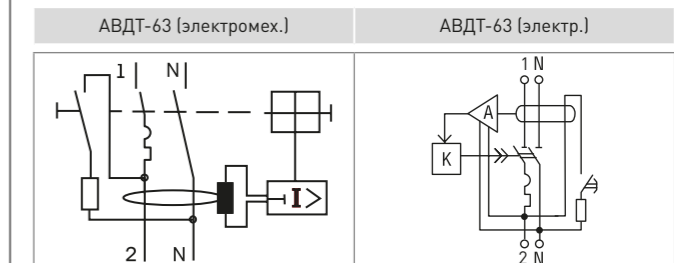 АВДТ-63 (электромех.)
АВДТ-63 (электр.)
1 N
I >
2 N
1 N
A
K
2 N